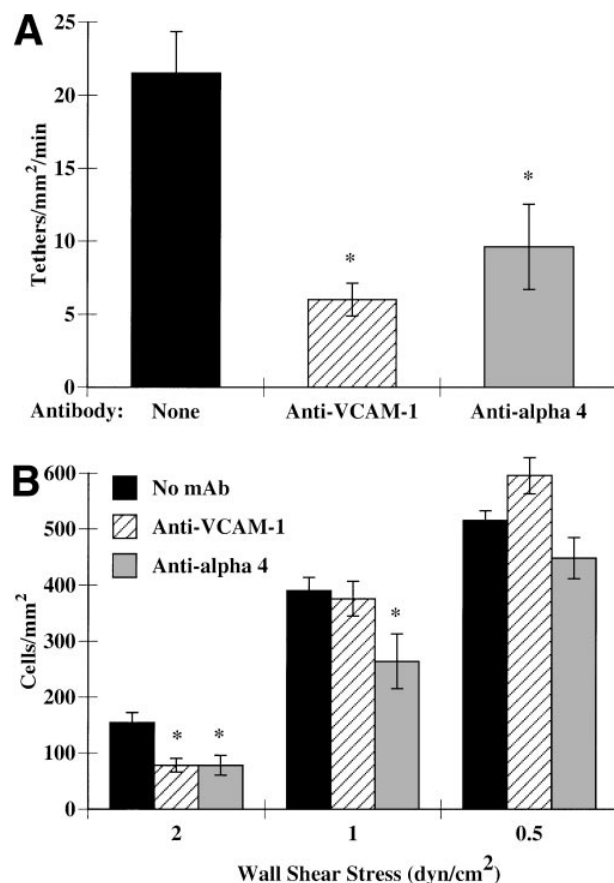 A
25
20
15
10
5
0
Tethers/mm²/min
*
*
Antibody: None Anti-VCAM-1 Anti-alpha 4
B
600
500
400
300
200
100
0
Cells/mm²
No mAb
Anti-VCAM-1
Anti-alpha 4
* *
*
2 1 0.5
Wall Shear Stress (dyn/cm²)